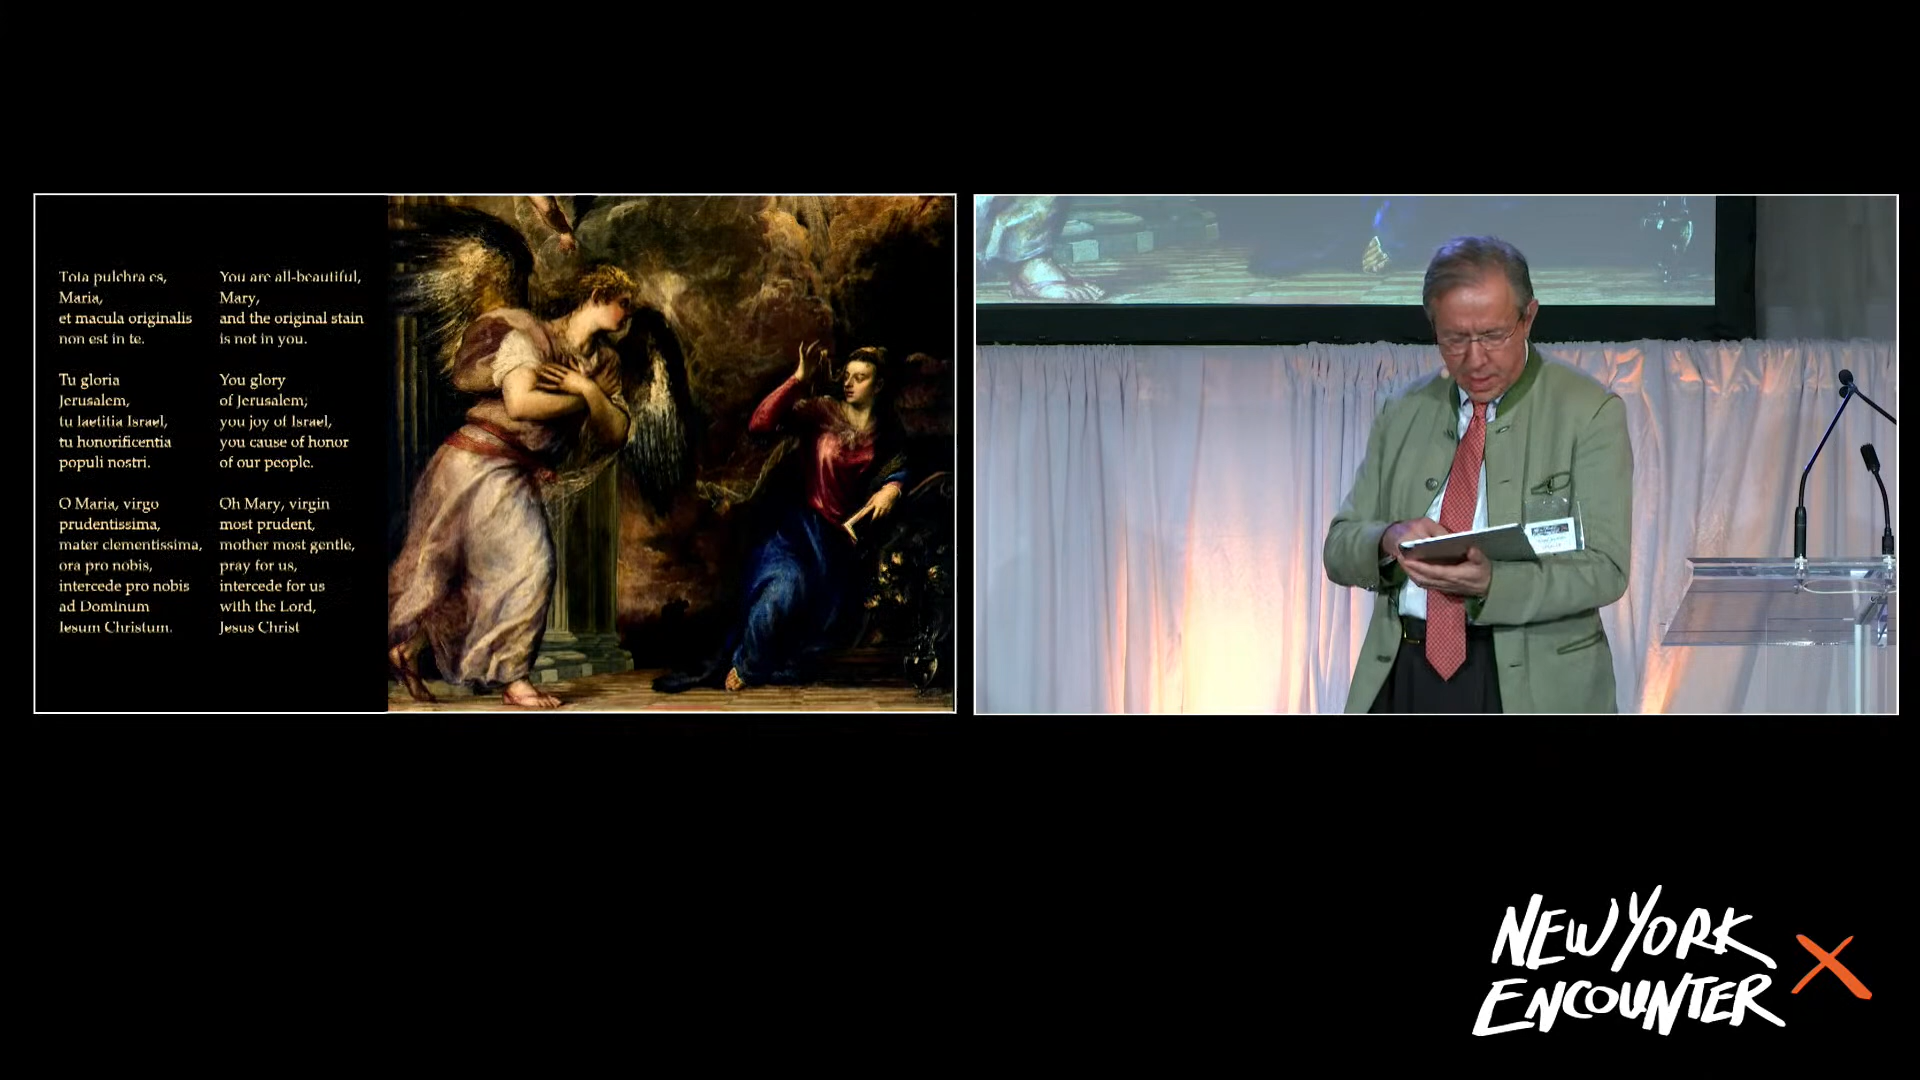 Tota pulchra es,
Maria,
et macula originalis
non est in te.
Tu gloria
Jerusalem,
tu laetitia Israel,
tu honorificentia
populi nostri.
O Maria, virgo
prudentissima,
mater clementissima,
ora pro nobis,
intercede pro nobis
ad Dominum
Iesum Christum.
You are all-beautiful,
Mary,
and the original stain
is not in you.
You glory
of Jerusalem;
you joy of Israel,
you cause of honor
of our people.
Oh Mary, virgin
most prudent,
mother most gentle,
pray for us,
intercede for us
with the Lord,
Jesus Christ
NEW YORK
ENCOUNTER